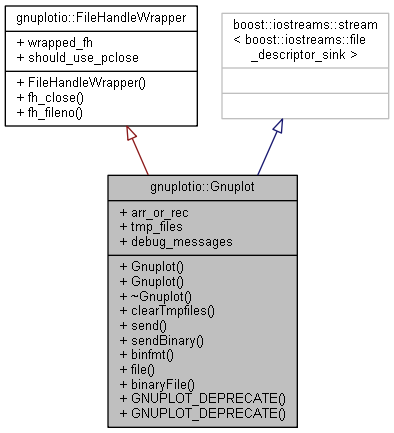 gnuplotio::FileHandleWrapper
+ wrapped_fh
+ should_use_pclose
+ FileHandleWrapper()
+ fh_close()
+ fh_fileno()
boost::iostreams::stream
< boost::iostreams::file
_descriptor_sink >
gnuplotio::Gnuplot
+ arr_or_rec
+ tmp_files
+ debug_messages
+ Gnuplot()
+ Gnuplot()
+ ~Gnuplot()
+ clearTmpfiles()
+ send()
+ sendBinary()
+ binfmt()
+ file()
+ binaryFile()
+ GNUPLOT_DEPRECATE()
+ GNUPLOT_DEPRECATE()